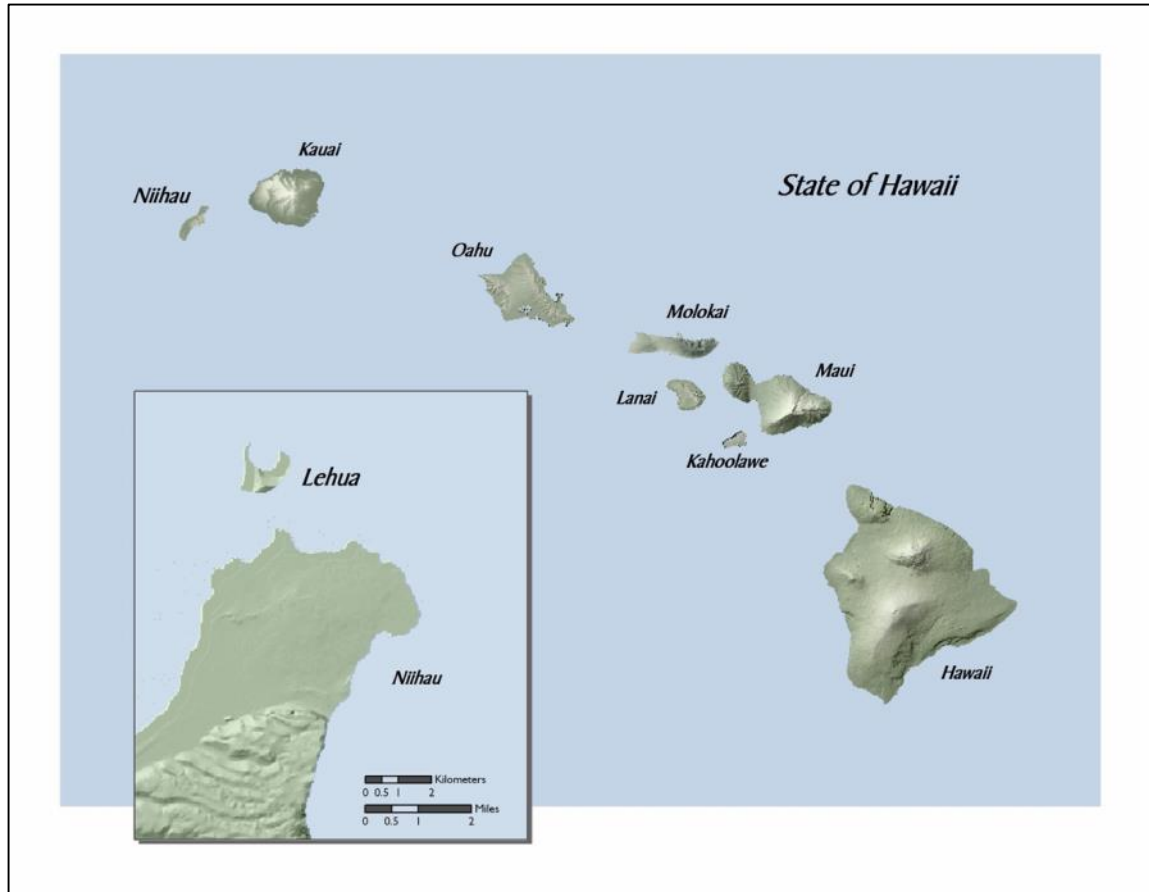 Kauai
State of Hawaii
Niihau
Oahu
Molokai
Maui
Lanai
Kahoolawe
Lehua
Hawaii
Niihau
Kilometers
0 0.5 1 2
Miles
0 0.5 1 2